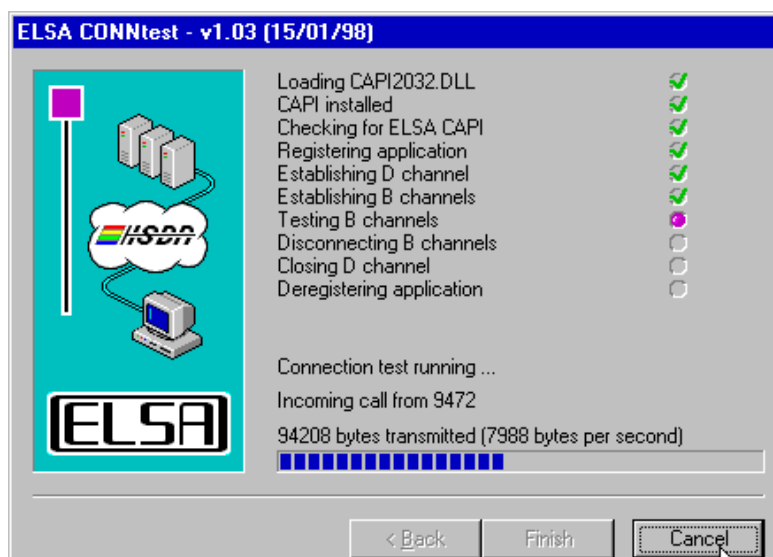 ELSA CONNtest - v1.03 (15/01/98)
Loading CAPI2032.DLL
CAPI installed
Checking for ELSA CAPI
Registering application
Establishing D channel
Establishing B channels
Testing B channels
Disconnecting B channels
Closing D channel
Deregistering application
ISDN
ELSA
Connection test running ...
Incoming call from 9472
94208 bytes transmitted (7988 bytes per second)
< Back
Finish
Cancel